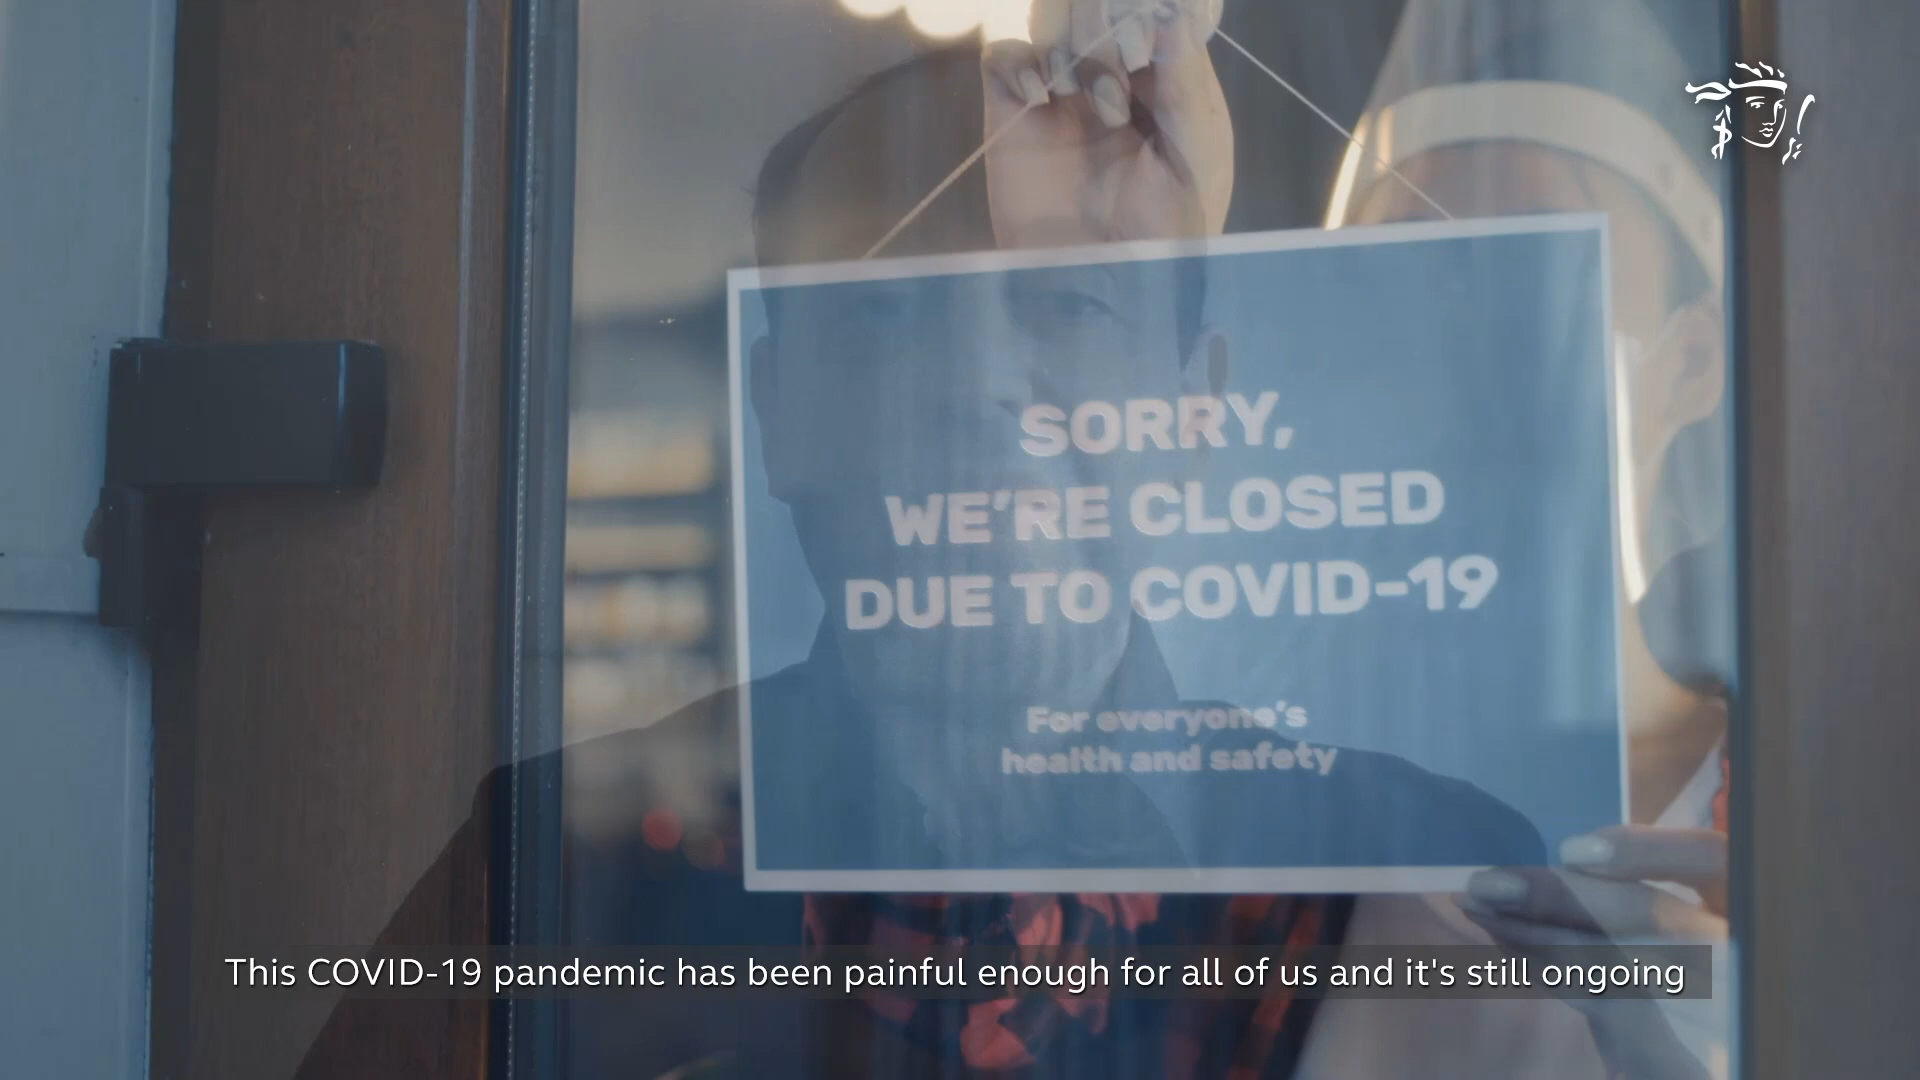 SORRY,
WE'RE CLOSED
DUE TO COVID-19
For everyone's
health and safety
This COVID-19 pandemic has been painful enough for all of us and it's still ongoing